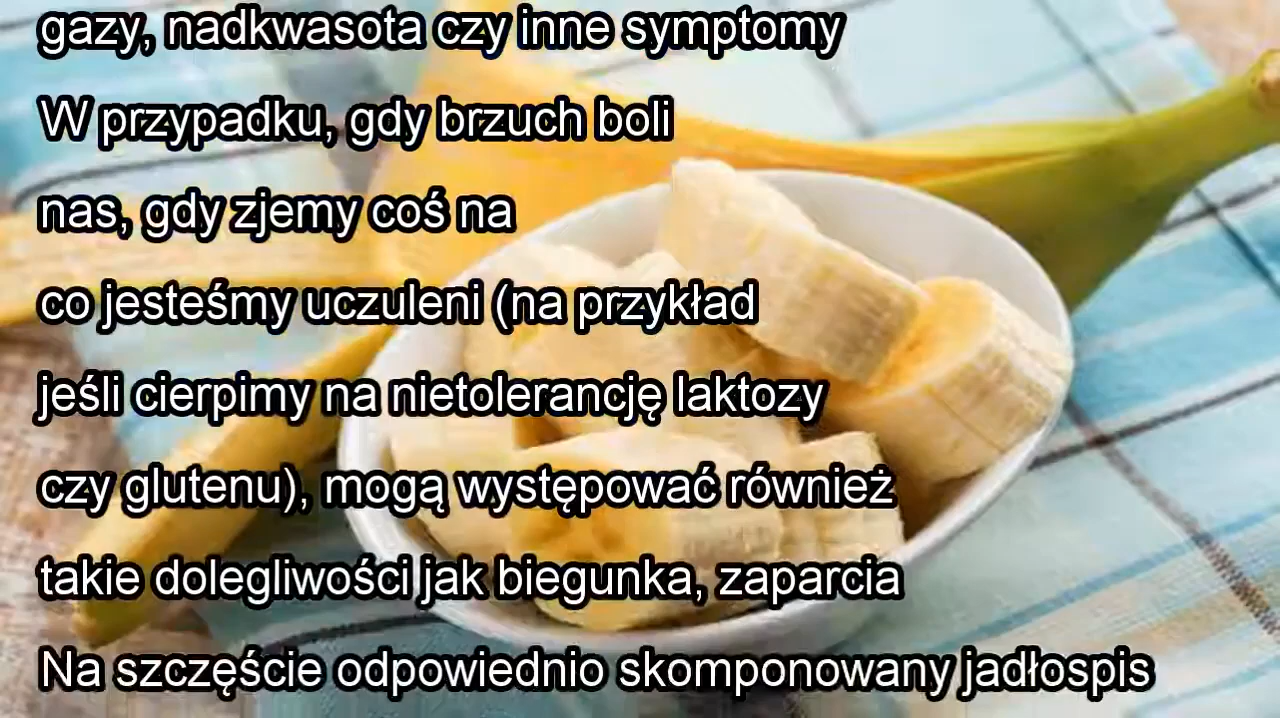 gazy, nadkwasota czy inne symptomy
W przypadku, gdy brzuch boli
nas, gdy zjemy coś na
co jesteśmy uczuleni (na przykład
jeśli cierpimy na nietolerancję laktozy
czy glutenu), mogą występować również
takie dolegliwości jak biegunka, zaparcia
Na szczęście odpowiednio skomponowany jadłospis